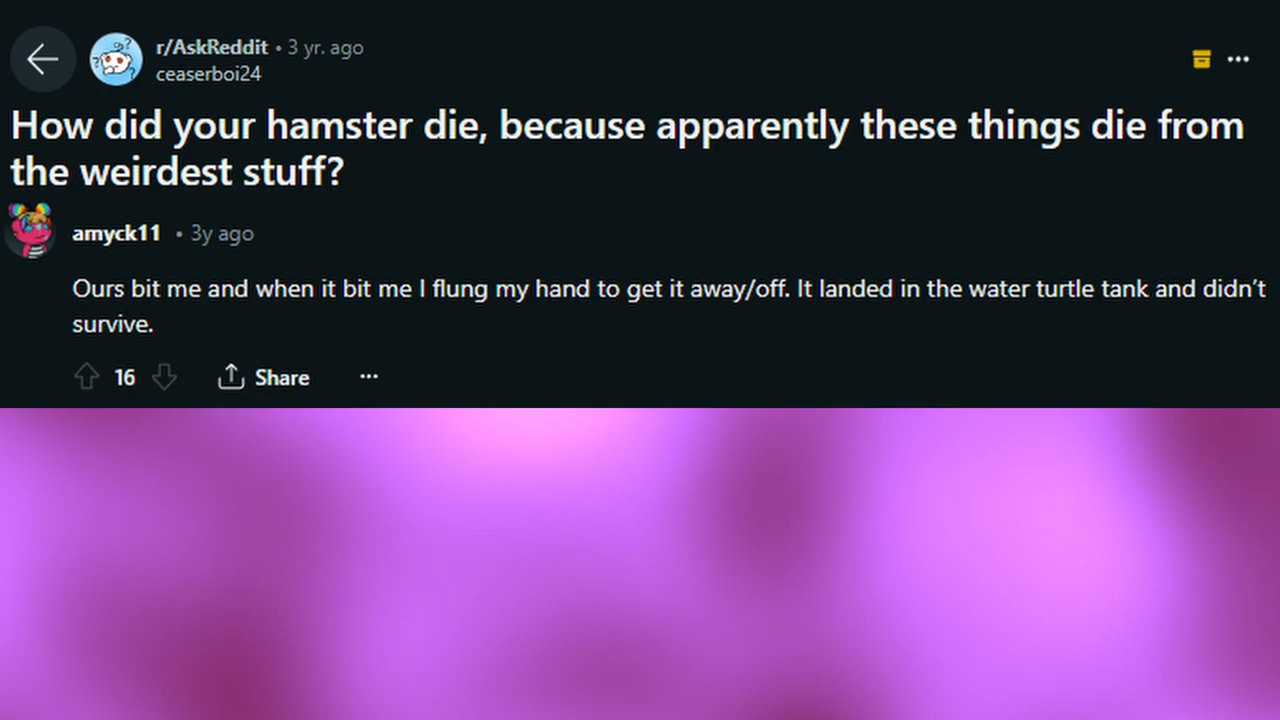 r/AskReddit • 3 yr. ago
ceaserboi24
How did your hamster die, because apparently these things die from
the weirdest stuff?
amyck11 • 3y ago
Ours bit me and when it bit me I flung my hand to get it away/off. It landed in the water turtle tank and didn’t
survive.
16 Share